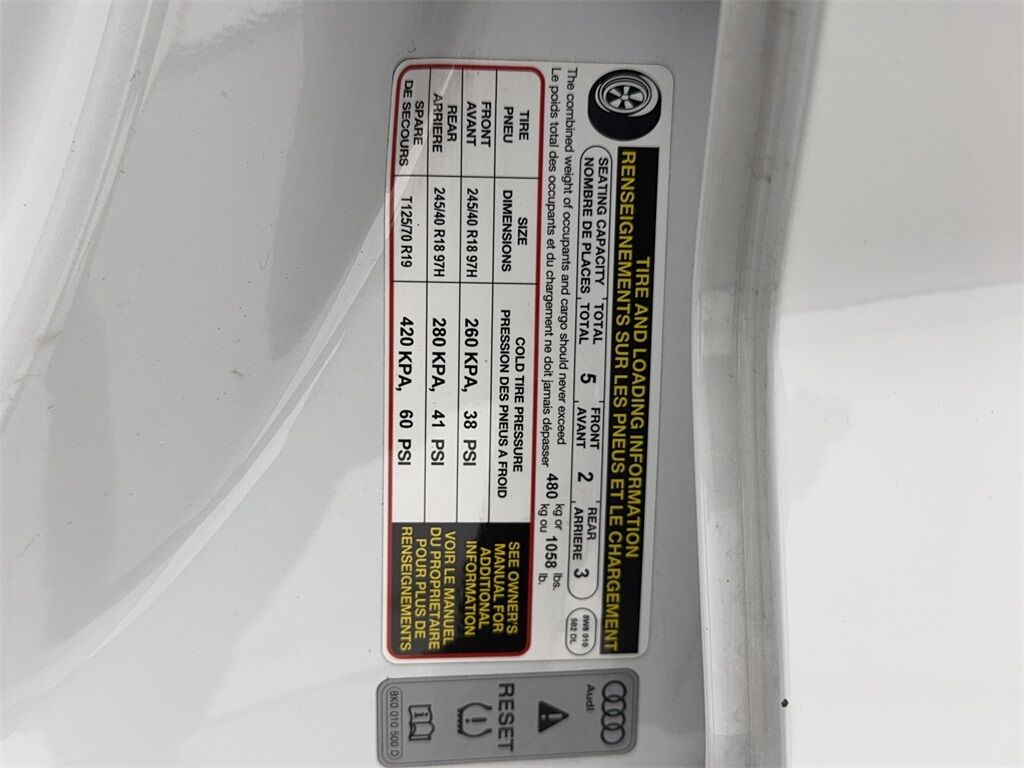 TIRE AND LOADING INFORMATION
RENSEIGNEMENTS SUR LES PNEUS ET LE CHARGEMENT
SEATING CAPACITY TOTAL 5 FRONT 2 REAR 3
NOMBRE DE PLACES TOTAL AVANT ARRIERE
8W6 010
502 DL
The combined weight of occupants and cargo should never exceed 480 kg or 1058 lbs.
Le poids total des occupants et du chargement ne doit jamais dépasser kg ou lb.
TIRE SIZE COLD TIRE PRESSURE
PNEU DIMENSIONS PRESSION DES PNEUS A FROID
FRONT
AVANT 245/40 R18 97H 260 KPA, 38 PSI
REAR
ARRIERE 245/40 R18 97H 280 KPA, 41 PSI
SPARE
DE SECOURS T125/70 R19 420 KPA, 60 PSI
SEE OWNER'S
MANUAL FOR
ADDITIONAL
INFORMATION
VOIR LE MANUEL
DU PROPRIETAIRE
POUR PLUS DE
RENSEIGNEMENTS
Audi
RESET
8K0 010 500 D